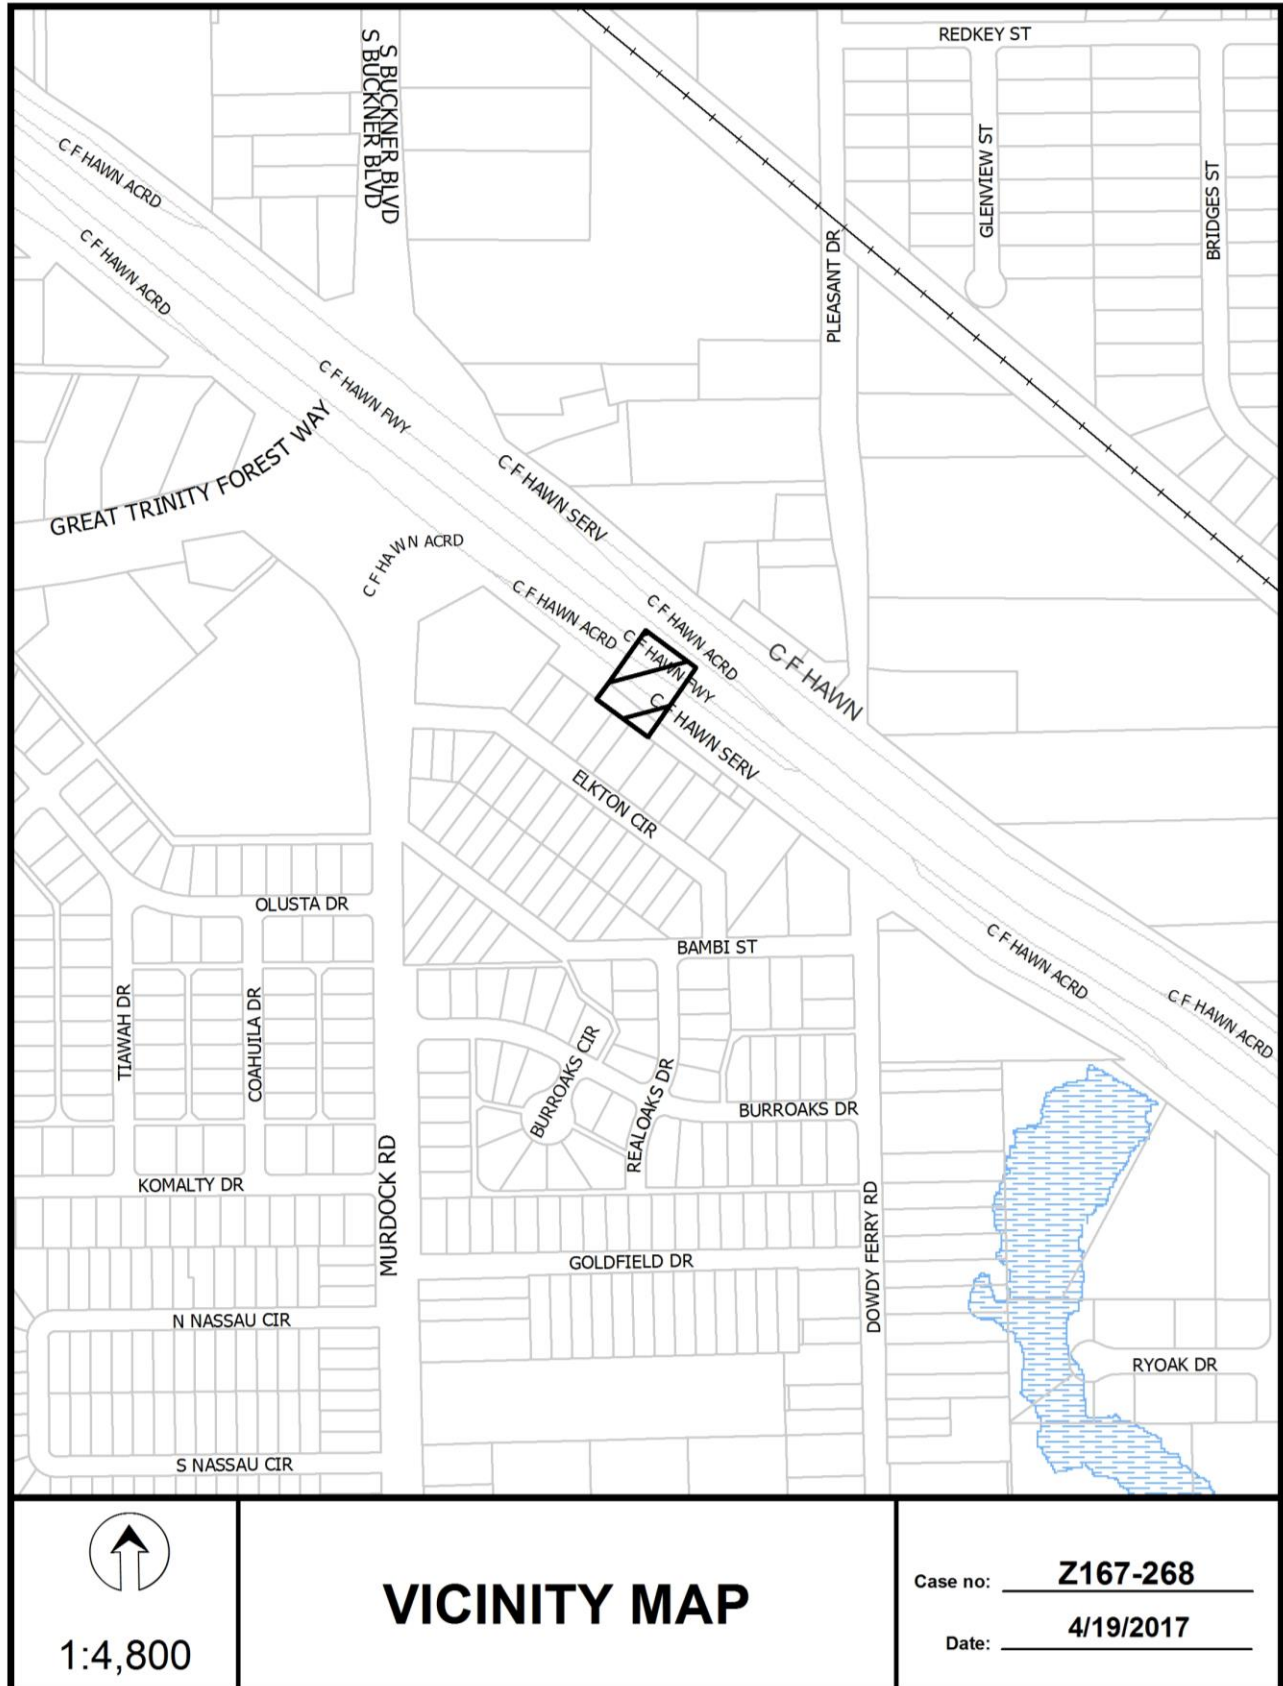 REDKEY ST
S BUCKNER BLVD
S BUCKNER BLVD
GLENVIEW ST
BRIDGES ST
C F HAWN ACRD
C F HAWN ACRD
PLEASANT DR
C F HAWN FWY
GREAT TRINITY FOREST WAY
C F HAWN SERV
C F HAWN ACRD
C F HAWN ACRD
C F HAWN ACRD
C F HAWN FWY
C F HAWN
C F HAWN SERV
ELKTON CIR
OLUSTA DR
BAMBI ST
C F HAWN ACRD
C F HAWN ACRD
TIAWAH DR
COAHUILA DR
BURROAKS CIR
REALOAKS DR
BURROAKS DR
KOMALTY DR
MURDOCK RD
DOWDY FERRY RD
GOLDFIELD DR
N NASSAU CIR
RYOAK DR
S NASSAU CIR
1:4,800
VICINITY MAP
Case no: Z167-268
Date: 4/19/2017